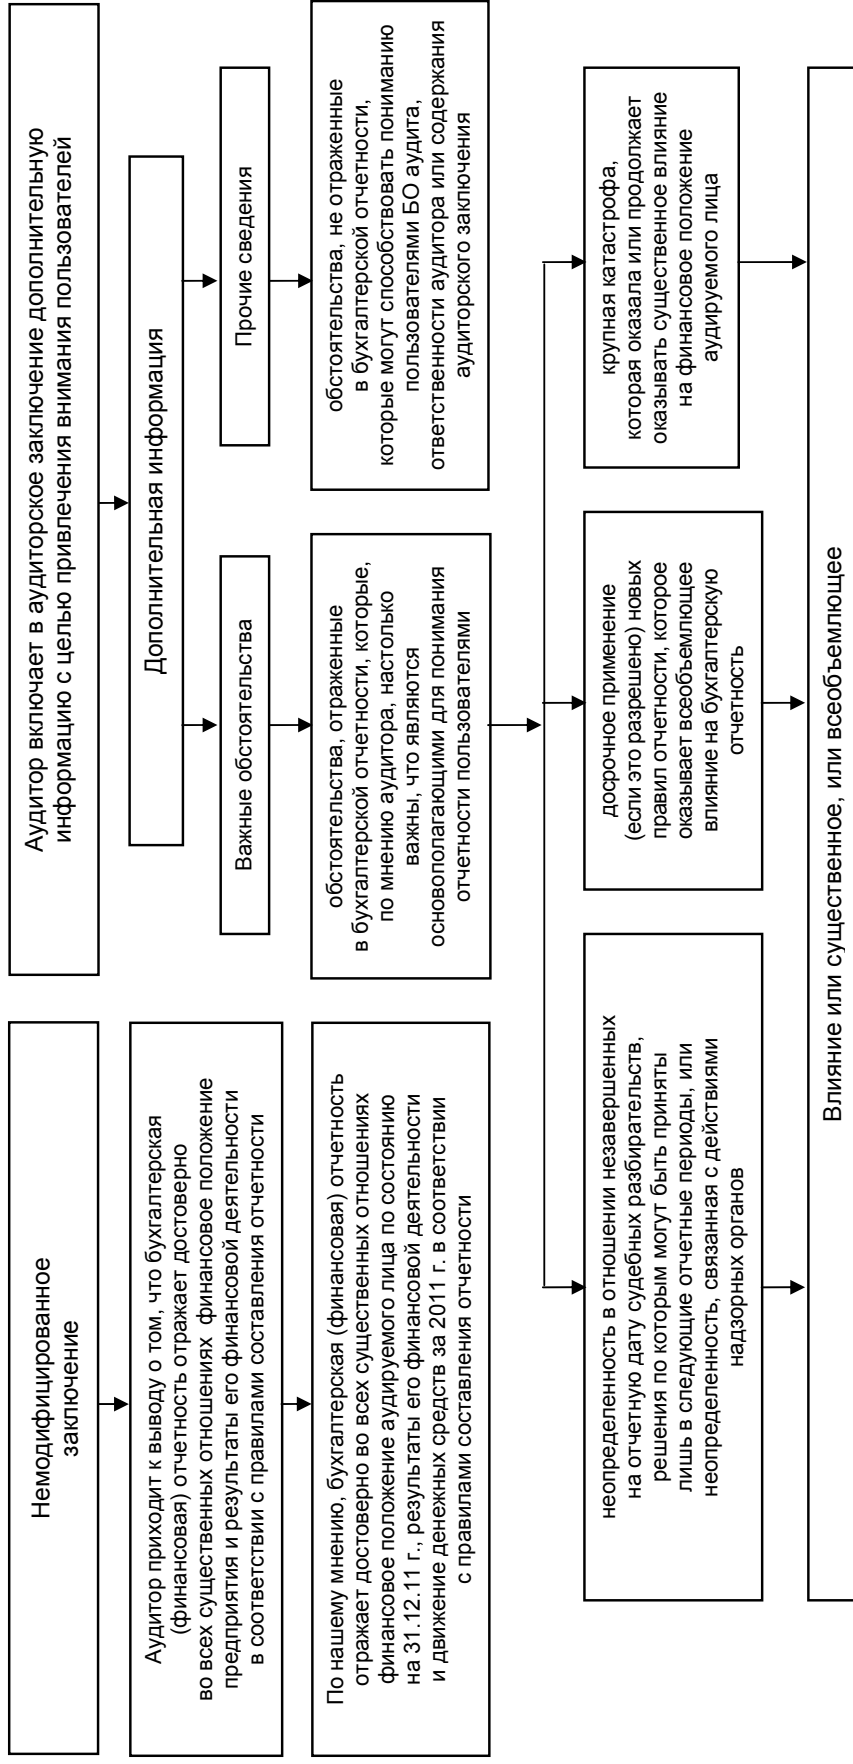 Немодифицированное
заключение
Аудитор приходит к выводу о том, что бухгалтерская
(финансовая) отчетность отражает достоверно
во всех существенных отношениях финансовое положение
предприятия и результаты его финансовой деятельности
в соответствии с правилами составления отчетности
По нашему мнению, бухгалтерская (финансовая) отчетность
отражает достоверно во всех существенных отношениях
финансовое положение аудируемого лица по состоянию
на 31.12.11 г., результаты его финансовой деятельности
и движение денежных средств за 2011 г. в соответствии
с правилами составления отчетности
Аудитор включает в аудиторское заключение дополнительную
информацию с целью привлечения внимания пользователей
Дополнительная информация
Важные обстоятельства
Прочие сведения
обстоятельства, отраженные
в бухгалтерской отчетности, которые,
по мнению аудитора, настолько
важны, что являются
основополагающими для понимания
отчетности пользователями
обстоятельства, не отраженные
в бухгалтерской отчетности,
которые могут способствовать пониманию
пользователями БО аудита,
ответственности аудитора или содержания
аудиторского заключения
неопределенность в отношении незавершенных
на отчетную дату судебных разбирательств,
решения по которым могут быть приняты
лишь в следующие отчетные периоды, или
неопределенность, связанная с действиями
надзорных органов
досрочное применение
(если это разрешено) новых
правил отчетности, которое
оказывает всеобъемлющее
влияние на бухгалтерскую
отчетность
крупная катастрофа,
которая оказала или продолжает
оказывать существенное влияние
на финансовое положение
аудируемого лица
Влияние или существенное, или всеобъемлющее